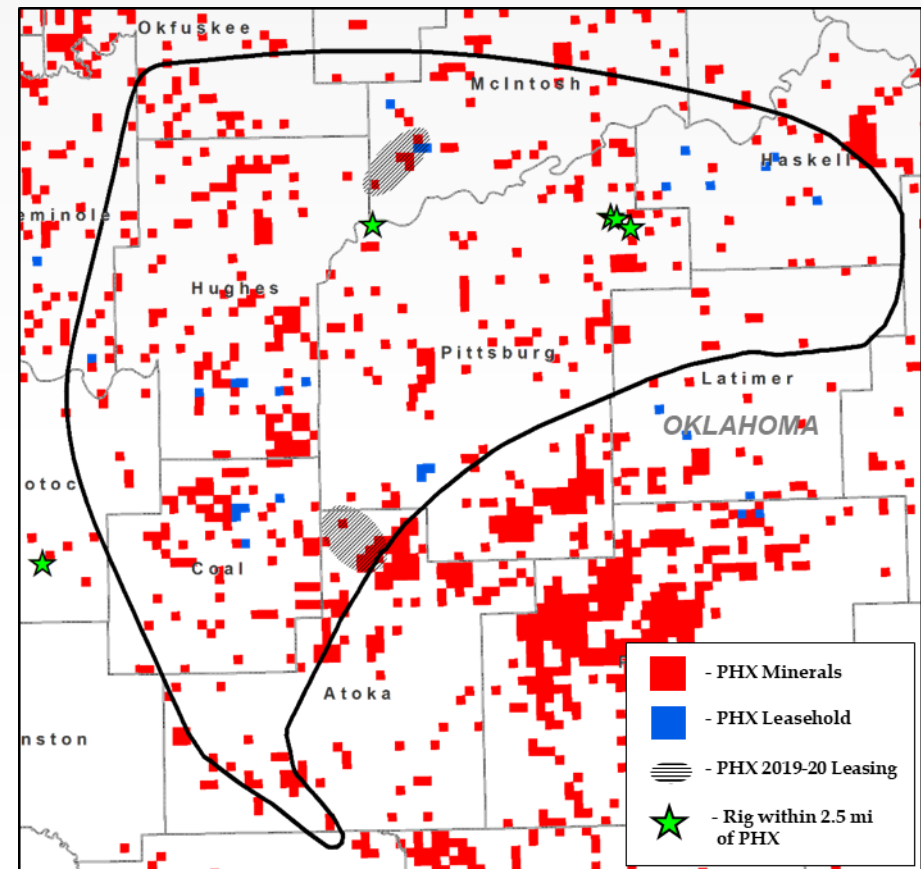 Okfuskee
McIntosh
Haskell
eminole
Hughes
Pittsburg
Latimer
OKLAHOMA
otoc
Coal
Atoka
nston
- PHX Minerals
- PHX Leasehold
- PHX 2019-20 Leasing
- Rig within 2.5 mi
of PHX